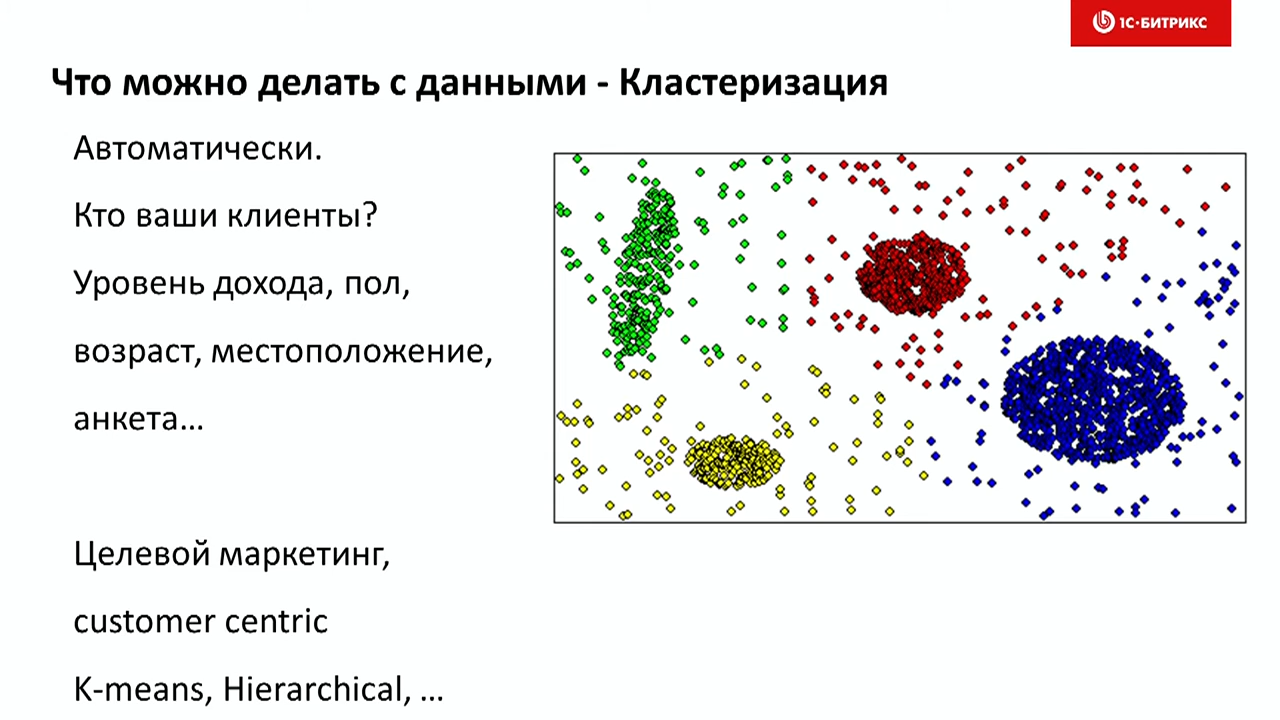 1С·БИТРИКС
Что можно делать с данными - Кластеризация
Автоматически.
Кто ваши клиенты?
Уровень дохода, пол,
возраст, местоположение,
анкета…
Целевой маркетинг,
customer centric
K-means, Hierarchical, …